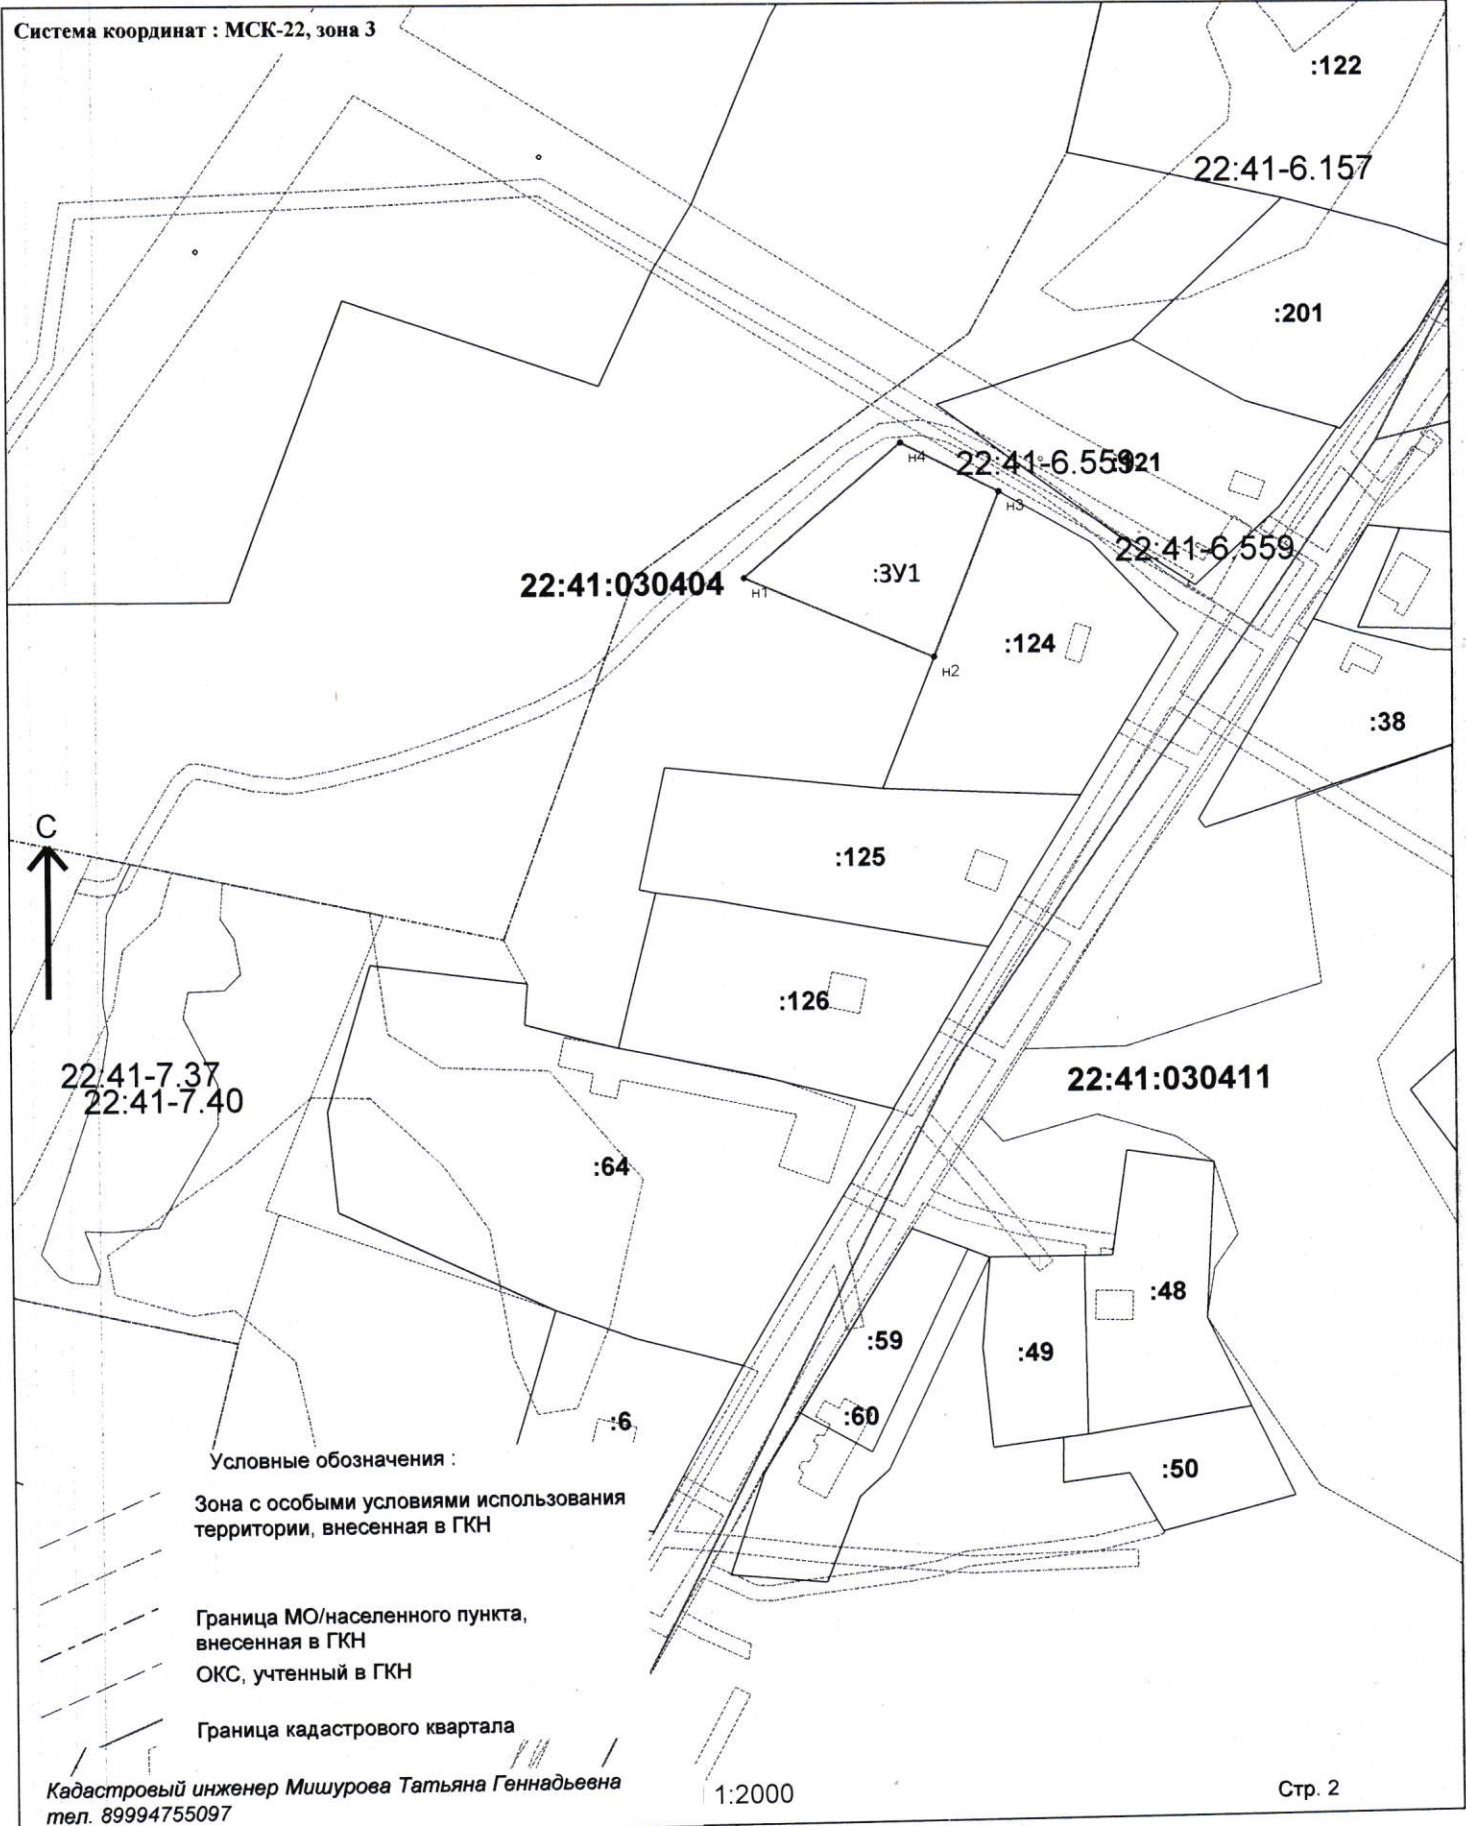 Система координат : МСК-22, зона 3
:122
22:41-6.157
:201
н4
22:41-6.559
:121
н3
22:41-6.559
22:41:030404
н1
:ЗУ1
:124
н2
:38
С
:125
:126
22:41-7.37
22:41-7.40
22:41:030411
:64
:48
:59
:49
:6
:60
:50
Условные обозначения :
Зона с особыми условиями использования
территории, внесенная в ГКН
Граница МО/населенного пункта,
внесенная в ГКН
ОКС, учтенный в ГКН
Граница кадастрового квартала
Кадастровый инженер Мишурова Татьяна Геннадьевна
тел. 89994755097
1:2000
Стр. 2